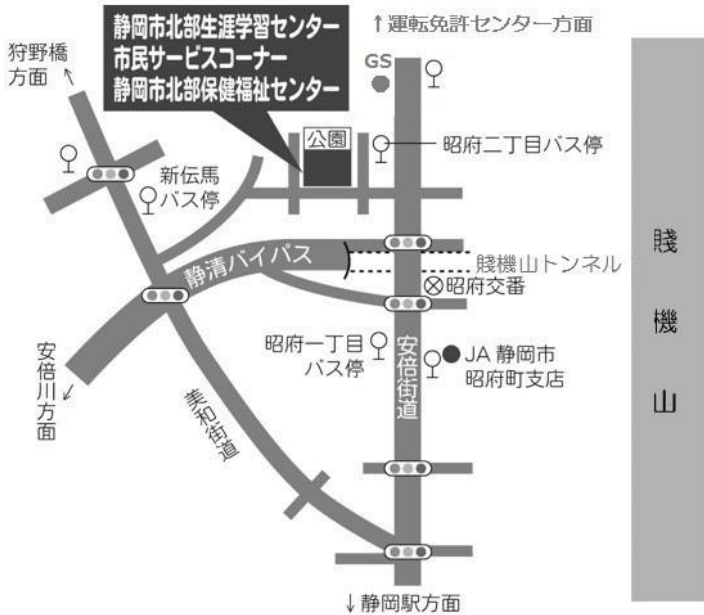 静岡市北部生涯学習センター
市民サービスコーナー
静岡市北部保健福祉センター
↑運転免許センター方面
狩野橋
方面
GS
公園
昭府二丁目バス停
新伝馬
バス停
静清バイパス
賤機山トンネル
昭府交番
賤機山
昭府一丁目
バス停
安倍街道
JA 静岡市
昭府町支店
安倍川方面
美和街道
↓静岡駅方面